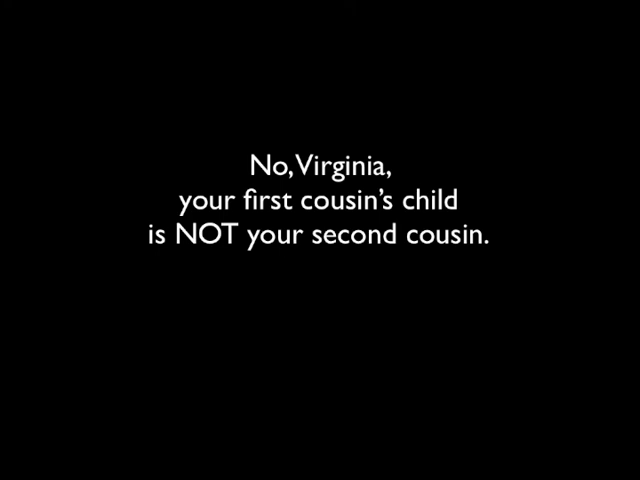 No, Virginia,
your first cousin’s child
is NOT your second cousin.